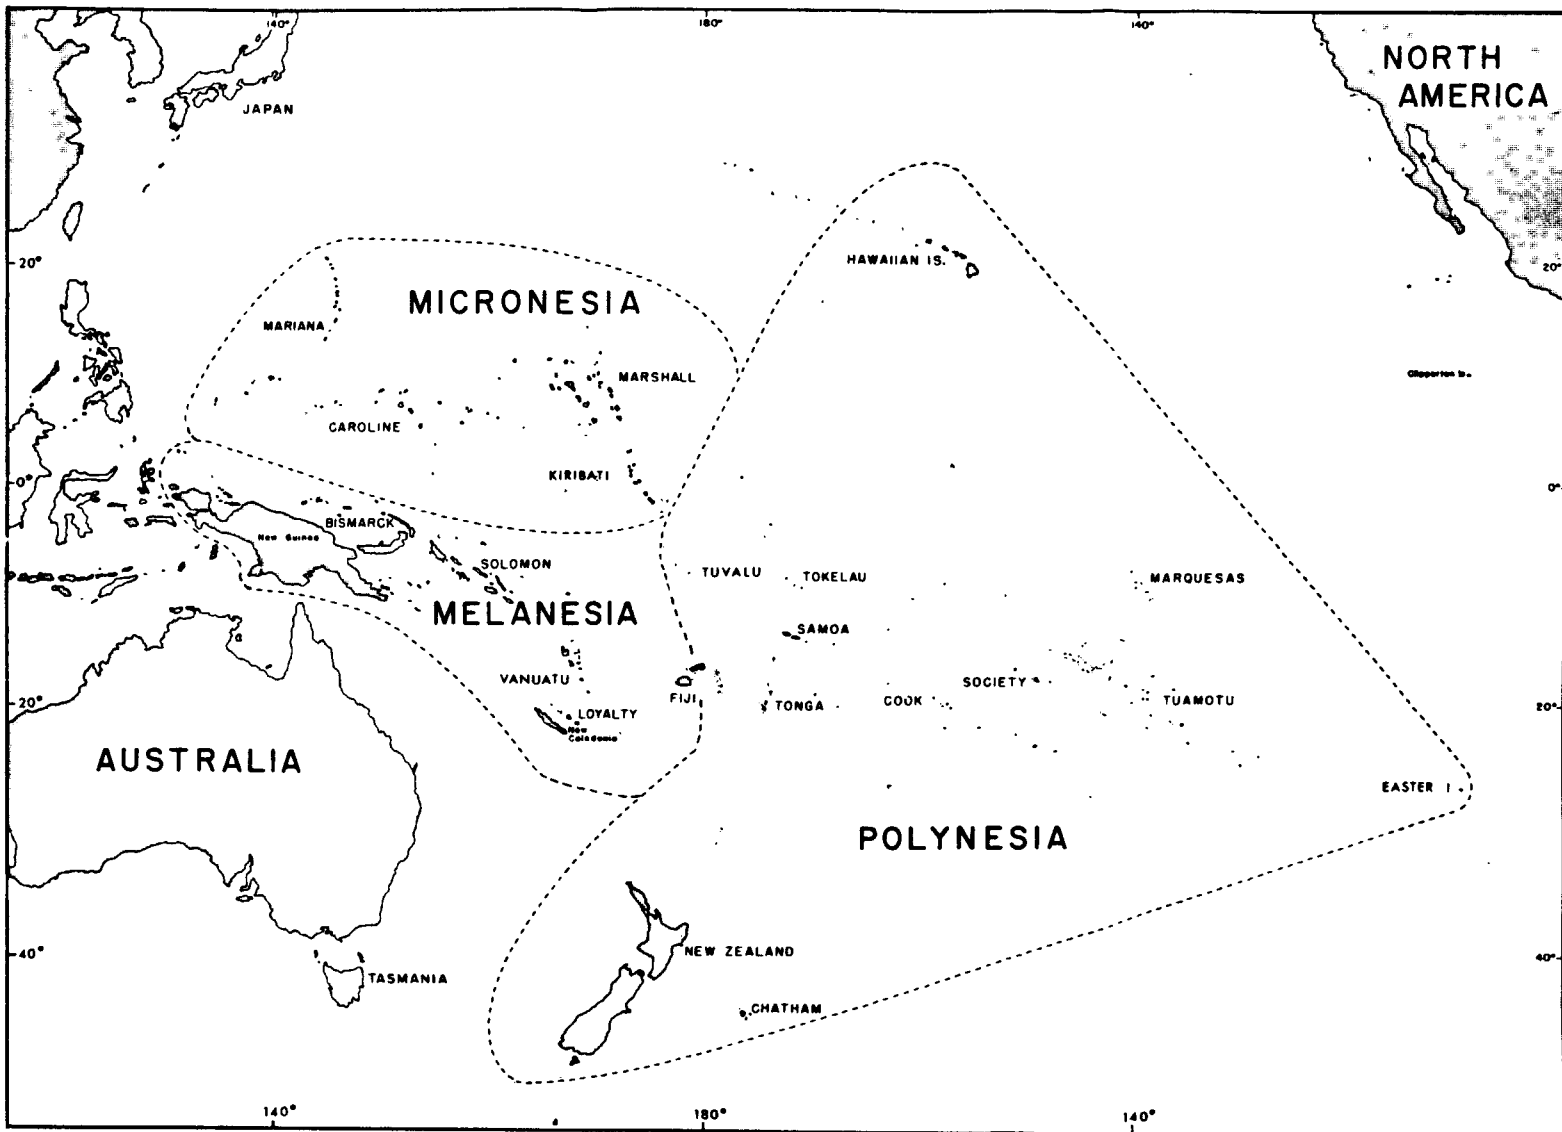 140°
180°
140°
NORTH
AMERICA
JAPAN
20°
HAWAIIAN IS.
20°
MICRONESIA
MARIANA
MARSHALL
Clipperton Is.
CAROLINE
KIRIBATI
0°
0°
BISMARCK
New Guinea
SOLOMON
TUVALU
TOKELAU
MARQUESAS
MELANESIA
SAMOA
VANUATU
FIJI
SOCIETY
20°
LOYALTY
TONGA
COOK
TUAMOTU
20°
New
Caledonia
AUSTRALIA
EASTER I
POLYNESIA
40°
NEW ZEALAND
40°
TASMANIA
CHATHAM
140°
180°
140°